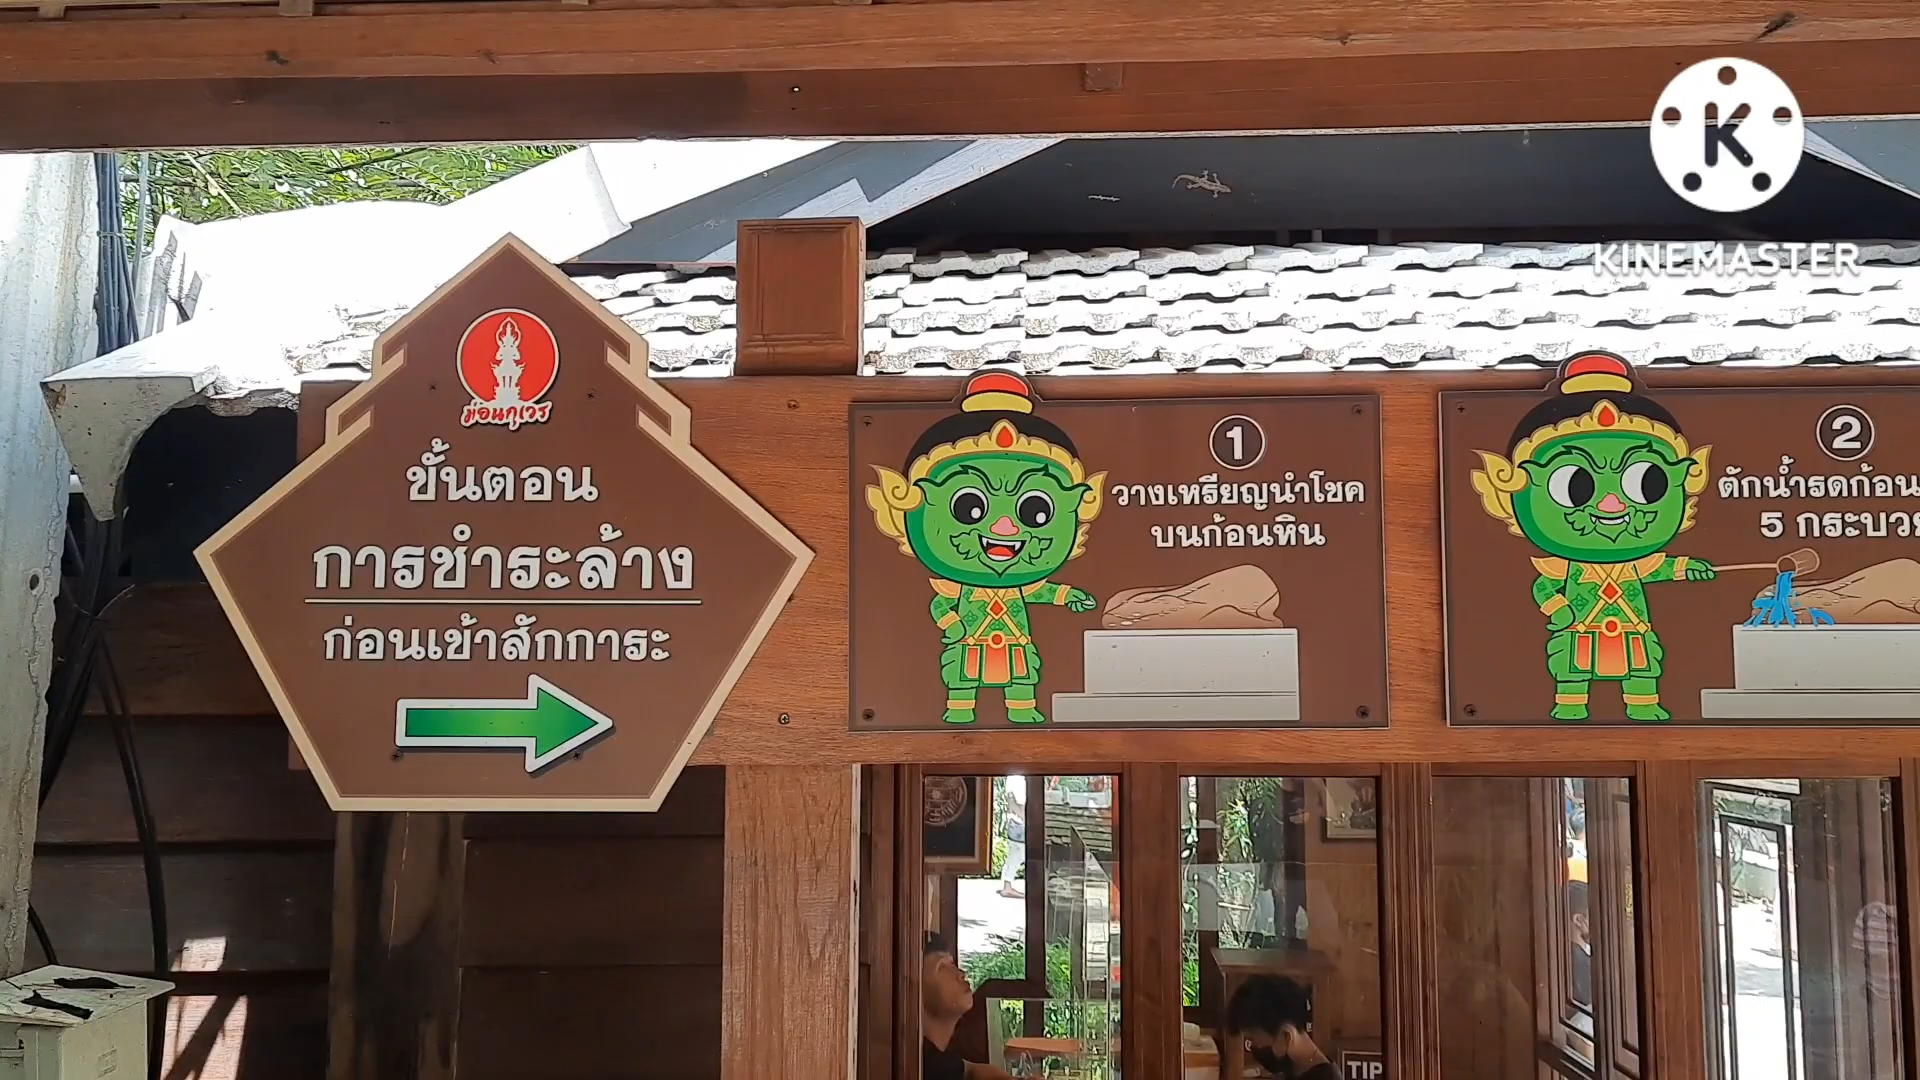 KINEMASTER
ม่อนกุเวร
ขั้นตอน
การชำระล้าง
ก่อนเข้าสักการะ
1
วางเหรียญนำโชค
บนก้อนหิน
2
ตักน้ำรดก้อน
5 กระบวย
TIP